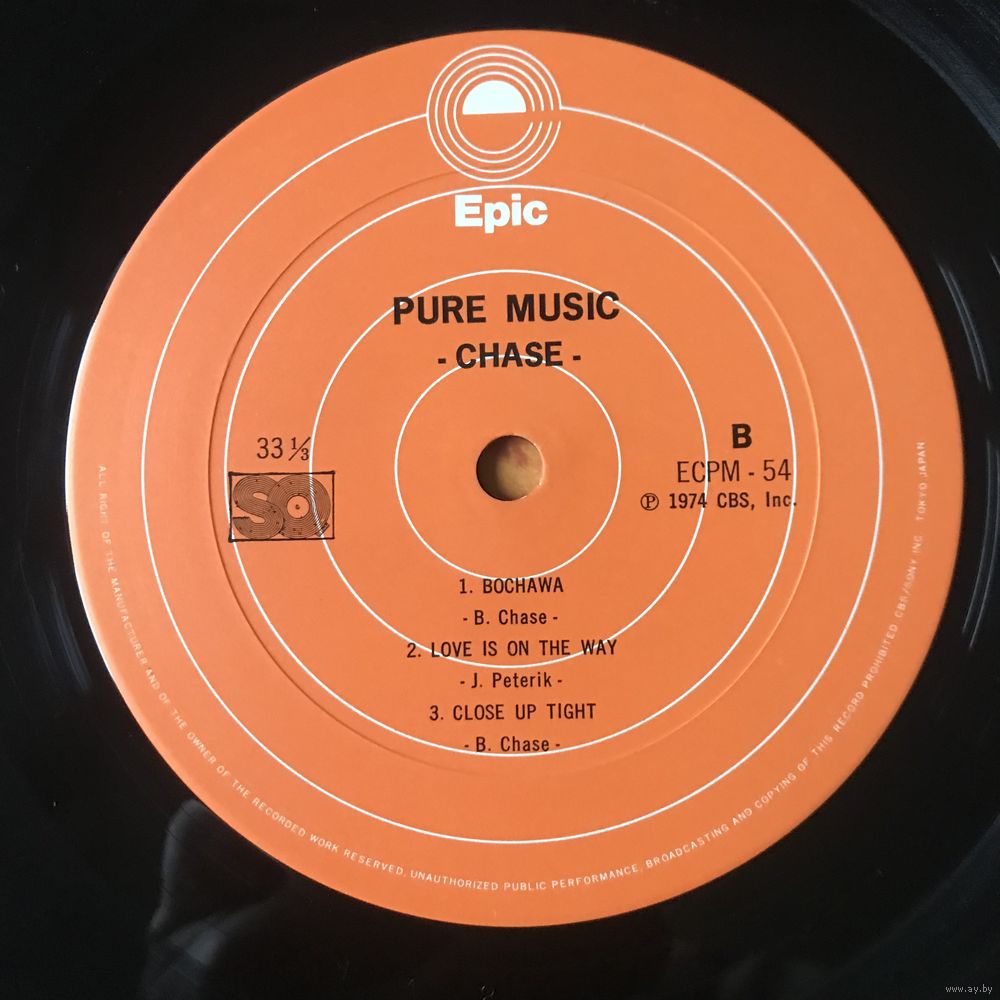 Epic
PURE MUSIC
- CHASE -
33 ⅓
SQ
B
ECPM - 54
℗ 1974 CBS, Inc.
1. BOCHAWA
- B. Chase -
2. LOVE IS ON THE WAY
- J. Peterik -
3. CLOSE UP TIGHT
- B. Chase -
ALL RIGHT OF THE MANUFACTURER AND OF THE OWNER OF THE RECORDED WORK RESERVED. UNAUTHORIZED PUBLIC PERFORMANCE, BROADCASTING AND COPYING OF THIS RECORD PROHIBITED CBS/SONY INC. TOKYO JAPAN
www.ay.by